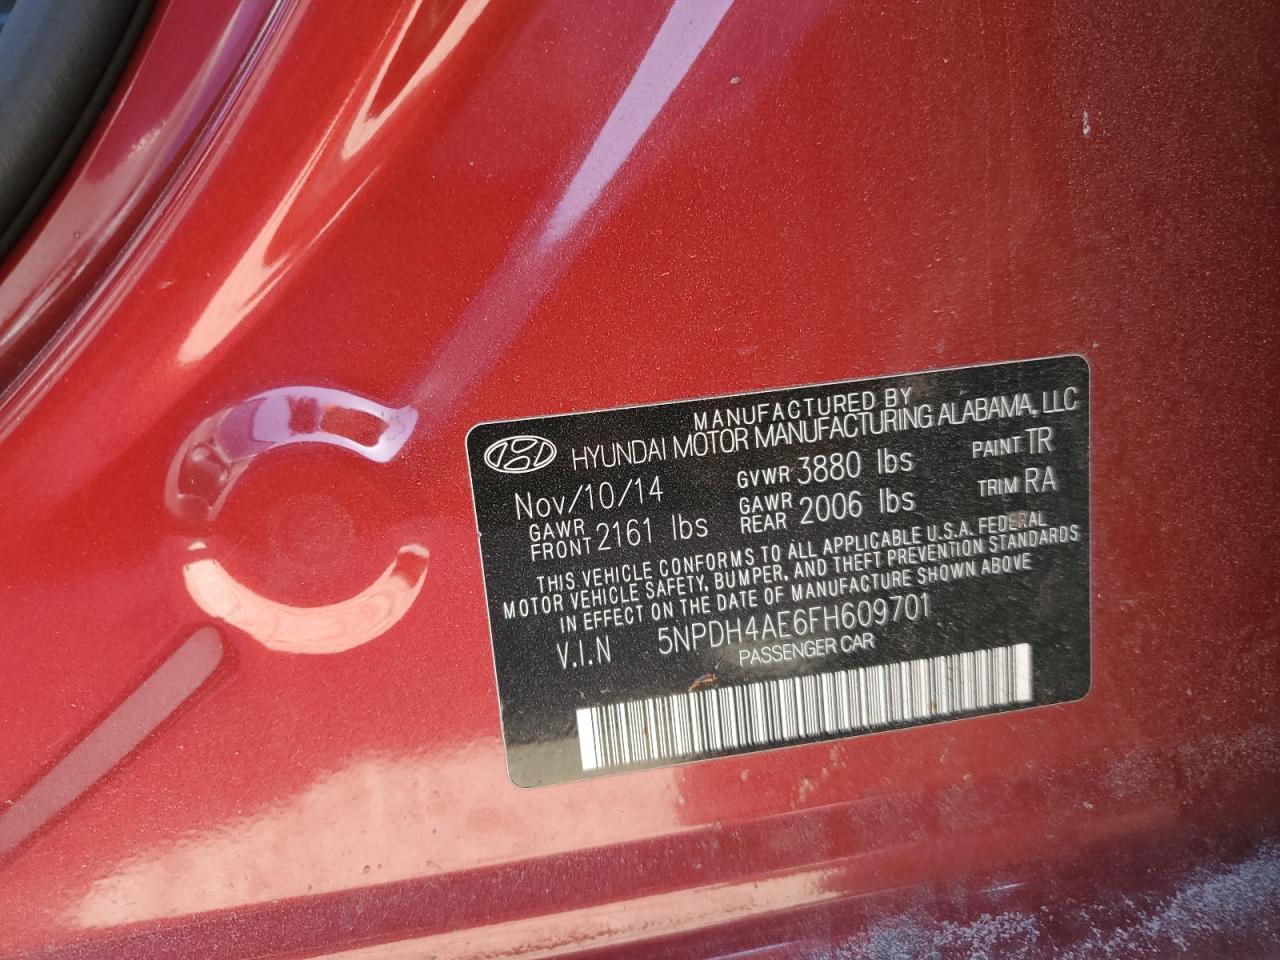 MANUFACTURED BY
HYUNDAI MOTOR MANUFACTURING ALABAMA, LLC
Nov/10/14 GVWR 3880 lbs PAINT TR
GAWR FRONT 2161 lbs GAWR REAR 2006 lbs TRIM RA
THIS VEHICLE CONFORMS TO ALL APPLICABLE U.S.A. FEDERAL
MOTOR VEHICLE SAFETY, BUMPER, AND THEFT PREVENTION STANDARDS
IN EFFECT ON THE DATE OF MANUFACTURE SHOWN ABOVE
V.I.N 5NPDH4AE6FH609701
PASSENGER CAR